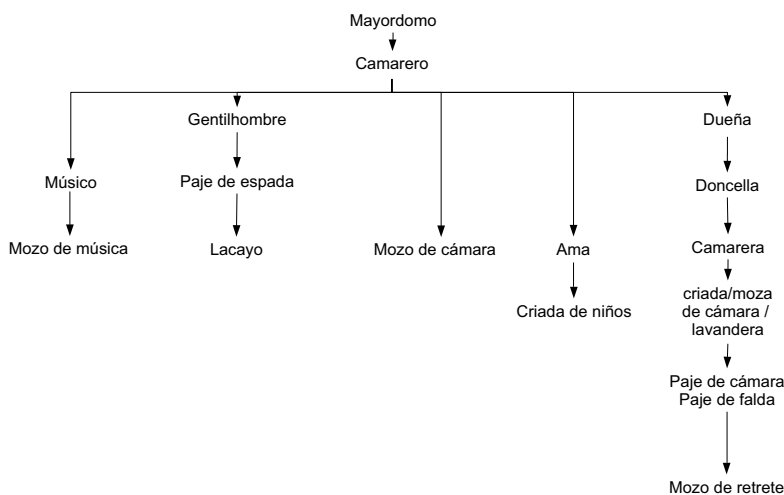 Mayordomo
Camarero
Gentilhombre
Dueña
Músico
Paje de espada
Doncella
Mozo de música
Lacayo
Mozo de cámara
Ama
Camarera
Criada de niños
criada/moza
de cámara /
lavandera
Paje de cámara
Paje de falda
Mozo de retrete